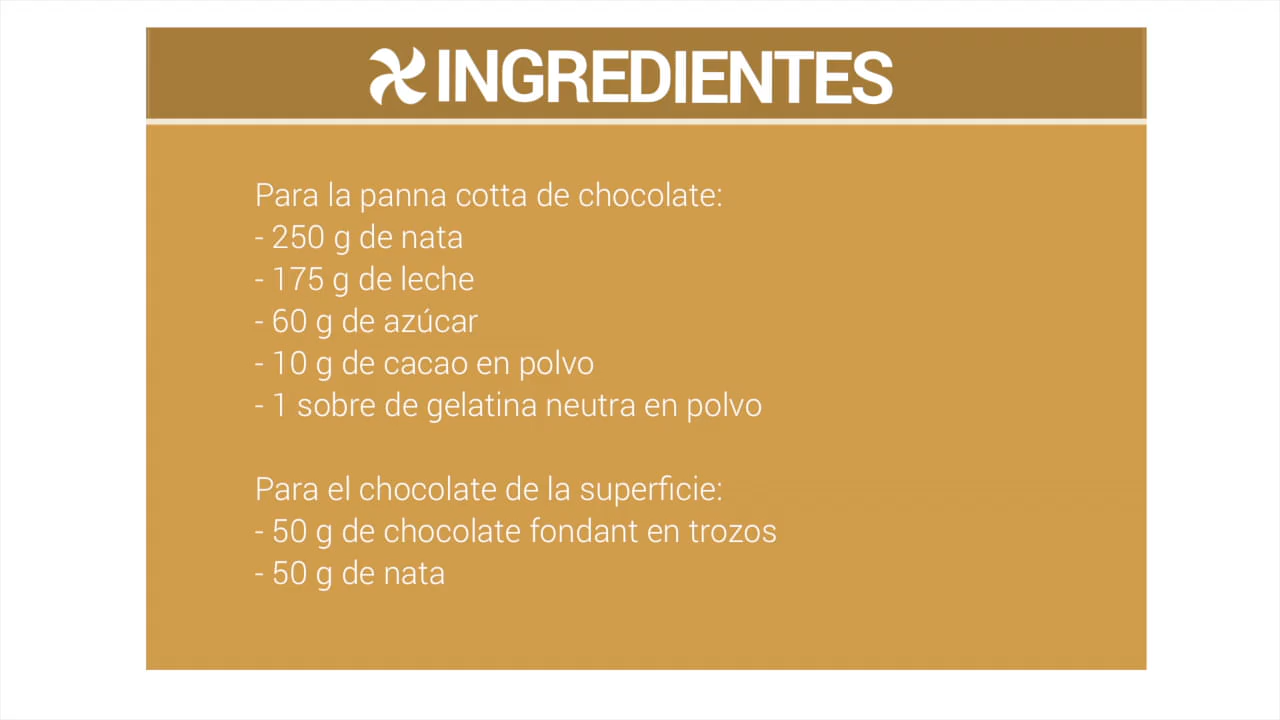 INGREDIENTES
Para la panna cotta de chocolate:
- 250 g de nata
- 175 g de leche
- 60 g de azúcar
- 10 g de cacao en polvo
- 1 sobre de gelatina neutra en polvo
Para el chocolate de la superficie:
- 50 g de chocolate fondant en trozos
- 50 g de nata